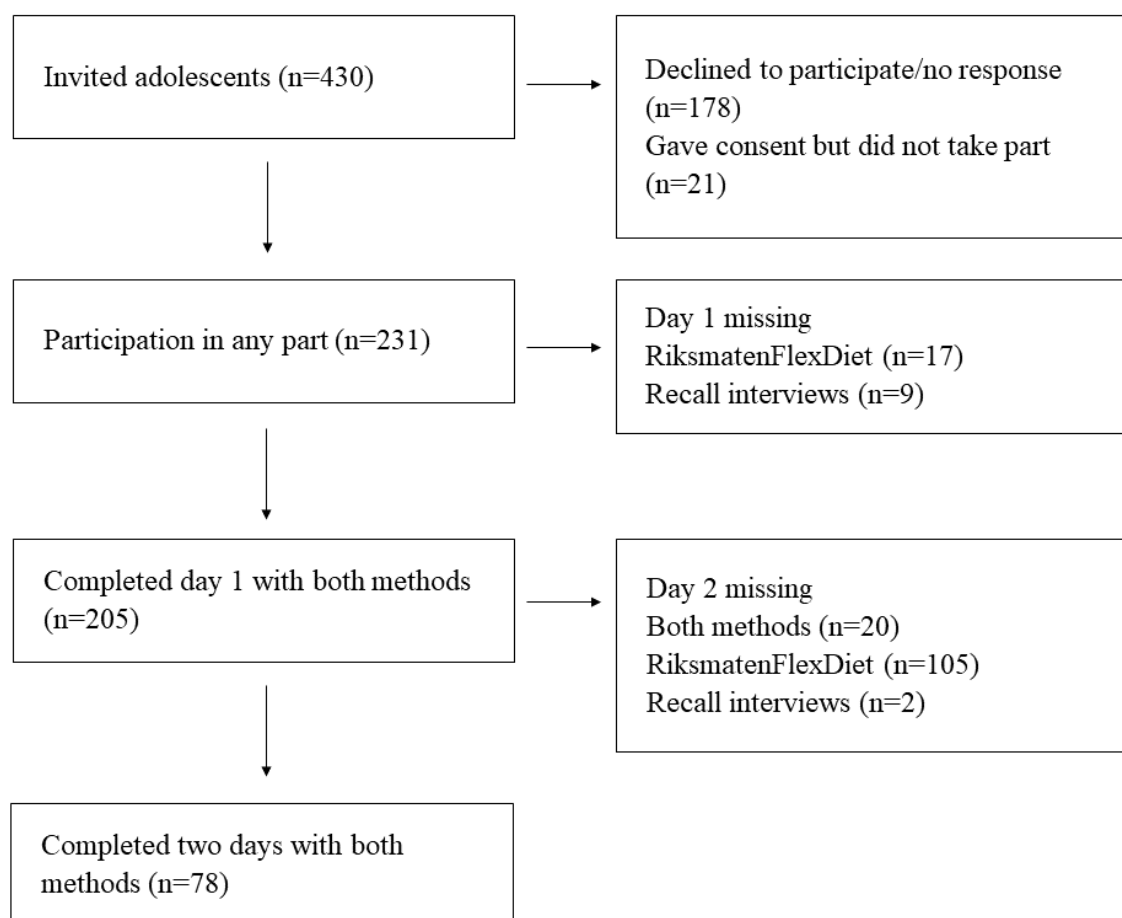 Invited adolescents (n=430)
Declined to participate/no response
(n=178)
Gave consent but did not take part
(n=21)
Participation in any part (n=231)
Day 1 missing
RiksmatenFlexDiet (n=17)
Recall interviews (n=9)
Completed day 1 with both methods
(n=205)
Day 2 missing
Both methods (n=20)
RiksmatenFlexDiet (n=105)
Recall interviews (n=2)
Completed two days with both
methods (n=78)